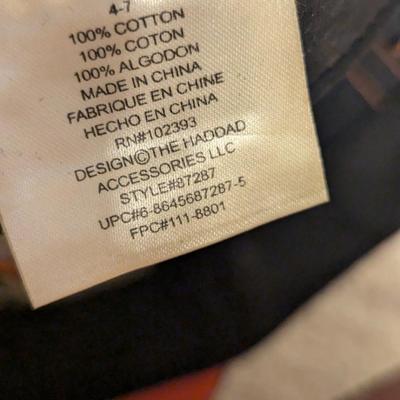 4-7
100% COTTON
100% COTON
100% ALGODON
MADE IN CHINA
FABRIQUE EN CHINE
HECHO EN CHINA
RN#102393
DESIGN©THE HADDAD
ACCESSORIES LLC
STYLE#87287
UPC#6-8645687287-5
FPC#111-8801